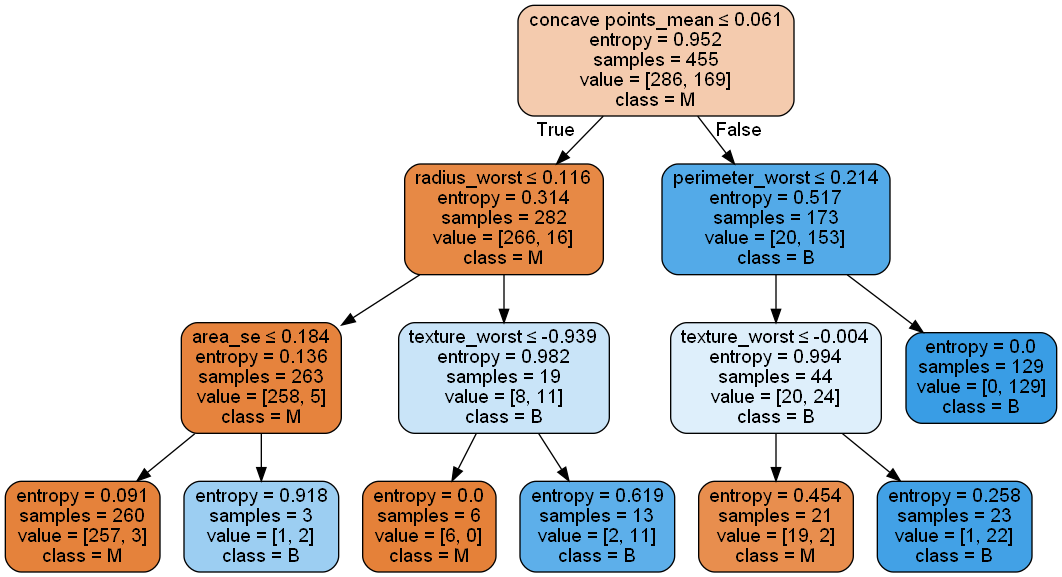 concave points_mean ≤ 0.061
entropy = 0.952
samples = 455
value = [286, 169]
class = M
True
False
radius_worst ≤ 0.116
entropy = 0.314
samples = 282
value = [266, 16]
class = M
perimeter_worst ≤ 0.214
entropy = 0.517
samples = 173
value = [20, 153]
class = B
area_se ≤ 0.184
entropy = 0.136
samples = 263
value = [258, 5]
class = M
texture_worst ≤ -0.939
entropy = 0.982
samples = 19
value = [8, 11]
class = B
texture_worst ≤ -0.004
entropy = 0.994
samples = 44
value = [20, 24]
class = B
entropy = 0.0
samples = 129
value = [0, 129]
class = B
entropy = 0.091
samples = 260
value = [257, 3]
class = M
entropy = 0.918
samples = 3
value = [1, 2]
class = B
entropy = 0.0
samples = 6
value = [6, 0]
class = M
entropy = 0.619
samples = 13
value = [2, 11]
class = B
entropy = 0.454
samples = 21
value = [19, 2]
class = M
entropy = 0.258
samples = 23
value = [1, 22]
class = B